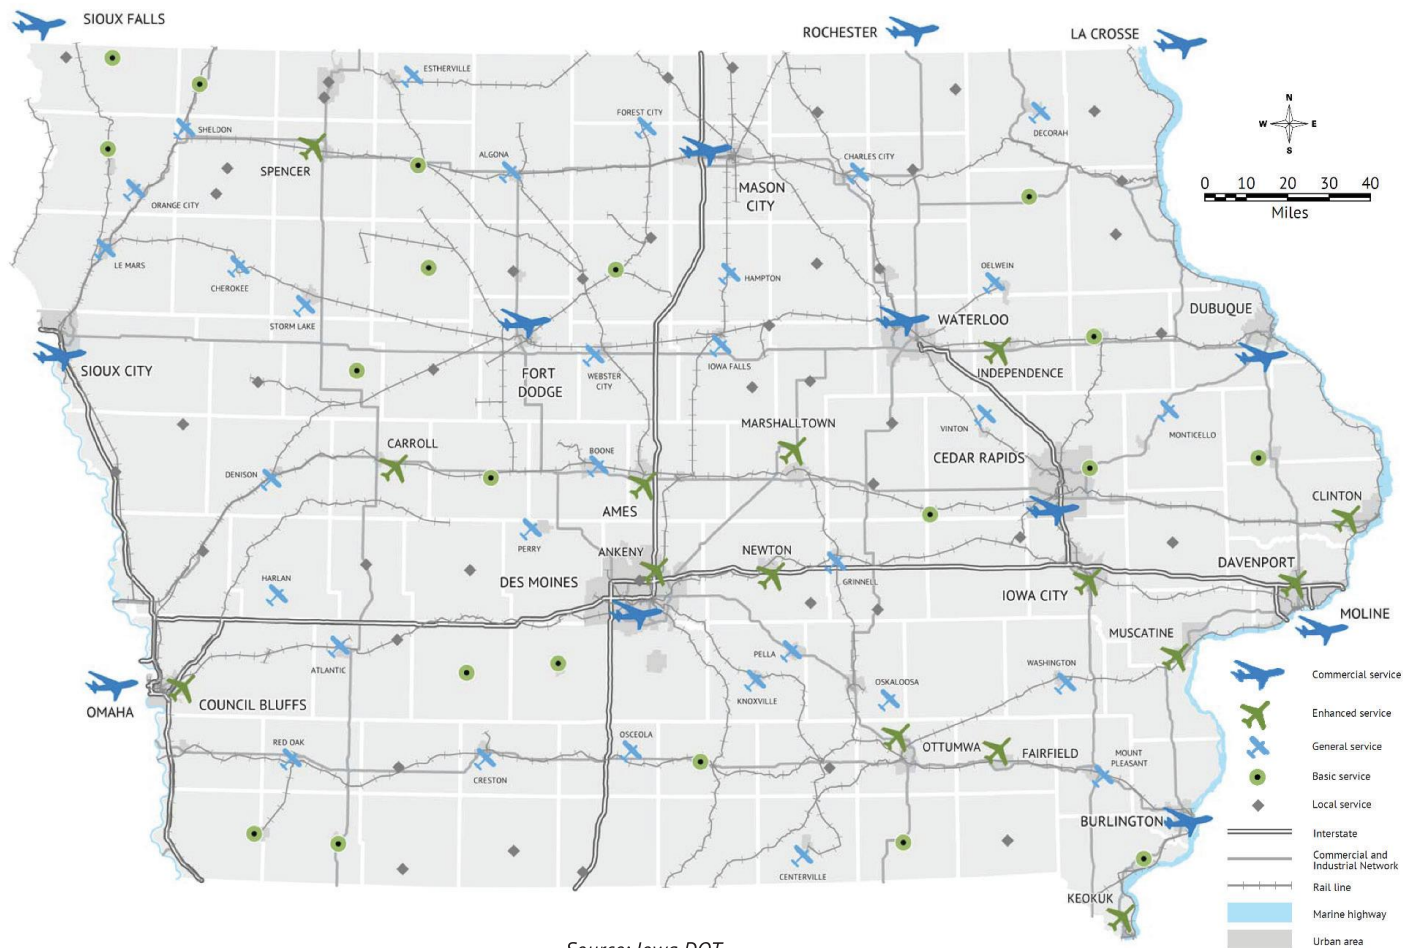 SIOUX FALLS
ROCHESTER
LA CROSSE
ESTHERVILLE
N
W
E
S
FOREST CITY
SHELDON
DECORAH
SPENCER
ALGONA
CHARLES CITY
MASON
CITY
0 10 20 30 40
Miles
ORANGE CITY
LE MARS
CHEROKEE
HAMPTON
OELWEIN
STORM LAKE
DUBUQUE
WATERLOO
SIOUX CITY
FORT
DODGE
WEBSTER
CITY
IOWA FALLS
INDEPENDENCE
MARSHALLTOWN
VINTON
MONTICELLO
CARROLL
BOONE
CEDAR RAPIDS
DENISON
AMES
CLINTON
PERRY
ANKENY
NEWTON
DES MOINES
GRINNELL
DAVENPORT
HARLAN
IOWA CITY
MOLINE
MUSCATINE
ATLANTIC
PELLA
WASHINGTON
KNOXVILLE
OSKALOOSA
OMAHA
COUNCIL BLUFFS
RED OAK
CRESTON
OSCEOLA
OTTUMWA
FAIRFIELD
MOUNT
PLEASANT
BURLINGTON
CENTERVILLE
KEOKUK
Commercial service
Enhanced service
General service
Basic service
Local service
Interstate
Commercial and
Industrial Network
Rail line
Marine highway
Urban area
Source: Iowa DOT